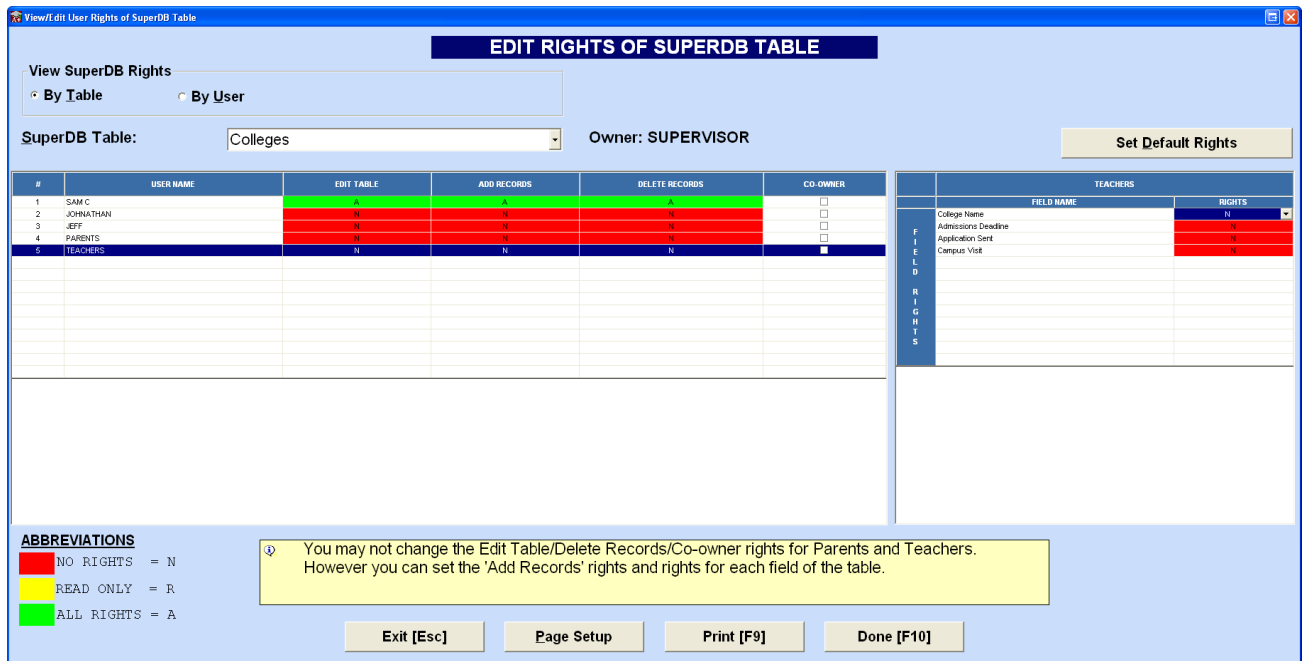 View/Edit User Rights of SuperDB Table
EDIT RIGHTS OF SUPERDB TABLE
View SuperDB Rights
By Table By User
SuperDB Table: Colleges Owner: SUPERVISOR Set Default Rights
# USER NAME EDIT TABLE ADD RECORDS DELETE RECORDS CO-OWNER
1 SAM C A A A
2 JOHNATHAN N N N
3 JEFF N N N
4 PARENTS N N N
5 TEACHERS N N N
TEACHERS
FIELD NAME RIGHTS
FIELD RIGHTS
College Name N
Admissions Deadline N
Application Sent N
Campus Visit N
ABBREVIATIONS
NO RIGHTS = N
READ ONLY = R
ALL RIGHTS = A
You may not change the Edit Table/Delete Records/Co-owner rights for Parents and Teachers.
However you can set the 'Add Records' rights and rights for each field of the table.
Exit [Esc] Page Setup Print [F9] Done [F10]